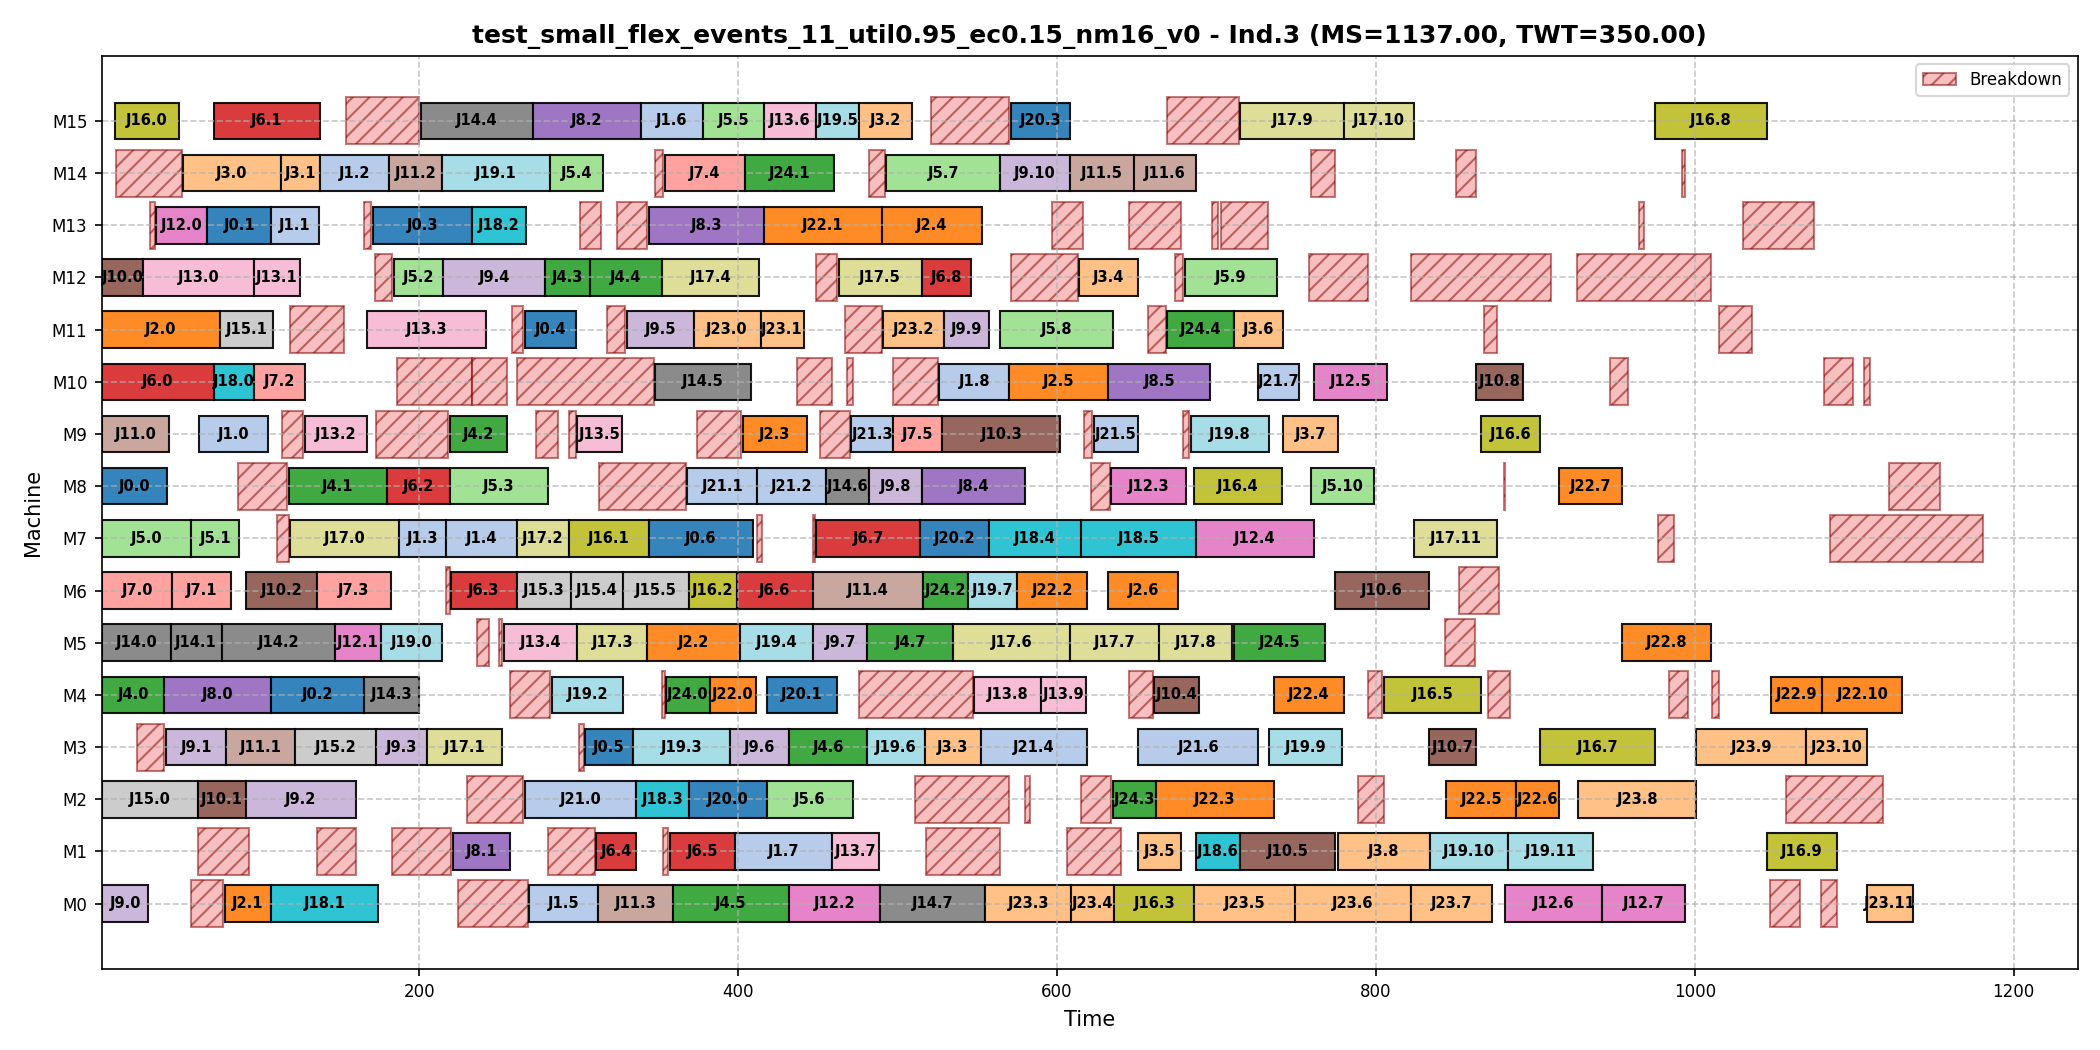 test_small_flex_events_11_util0.95_ec0.15_nm16_v0 - Ind.3 (MS=1137.00, TWT=350.00)
Breakdown
M15 J16.0 J6.1 J14.4 J8.2 J1.6 J5.5 J13.6 J19.5 J3.2 J20.3 J17.9 J17.10 J16.8
M14 J3.0 J3.1 J1.2 J11.2 J19.1 J5.4 J7.4 J24.1 J5.7 J9.10 J11.5 J11.6
M13 J12.0 J0.1 J1.1 J0.3 J18.2 J8.3 J22.1 J2.4
M12 J10.0 J13.0 J13.1 J5.2 J9.4 J4.3 J4.4 J17.4 J17.5 J6.8 J3.4 J5.9
M11 J2.0 J15.1 J13.3 J0.4 J9.5 J23.0 J23.1 J23.2 J9.9 J5.8 J24.4 J3.6
M10 J6.0 J18.0 J7.2 J14.5 J1.8 J2.5 J8.5 J21.7 J12.5 J10.8
M9 J11.0 J1.0 J13.2 J4.2 J13.5 J2.3 J21.3 J7.5 J10.3 J21.5 J19.8 J3.7 J16.6
M8 J0.0 J4.1 J6.2 J5.3 J21.1 J21.2 J14.6 J9.8 J8.4 J12.3 J16.4 J5.10 J22.7
M7 J5.0 J5.1 J17.0 J1.3 J1.4 J17.2 J16.1 J0.6 J6.7 J20.2 J18.4 J18.5 J12.4 J17.11
M6 J7.0 J7.1 J10.2 J7.3 J6.3 J15.3 J15.4 J15.5 J16.2 J6.6 J11.4 J24.2 J19.7 J22.2 J2.6 J10.6
M5 J14.0 J14.1 J14.2 J12.1 J19.0 J13.4 J17.3 J2.2 J19.4 J9.7 J4.7 J17.6 J17.7 J17.8 J24.5 J22.8
M4 J4.0 J8.0 J0.2 J14.3 J19.2 J24.0 J22.0 J20.1 J13.8 J13.9 J10.4 J22.4 J16.5 J22.9 J22.10
M3 J9.1 J11.1 J15.2 J9.3 J17.1 J0.5 J19.3 J9.6 J4.6 J19.6 J3.3 J21.4 J21.6 J19.9 J10.7 J16.7 J23.9 J23.10
M2 J15.0 J10.1 J9.2 J21.0 J18.3 J20.0 J5.6 J24.3 J22.3 J22.5 J22.6 J23.8
M1 J8.1 J6.4 J6.5 J1.7 J13.7 J3.5 J18.6 J10.5 J3.8 J19.10 J19.11 J16.9
M0 J9.0 J2.1 J18.1 J1.5 J11.3 J4.5 J12.2 J14.7 J23.3 J23.4 J16.3 J23.5 J23.6 J23.7 J12.6 J12.7 J23.11
Machine
200 400 600 800 1000 1200
Time